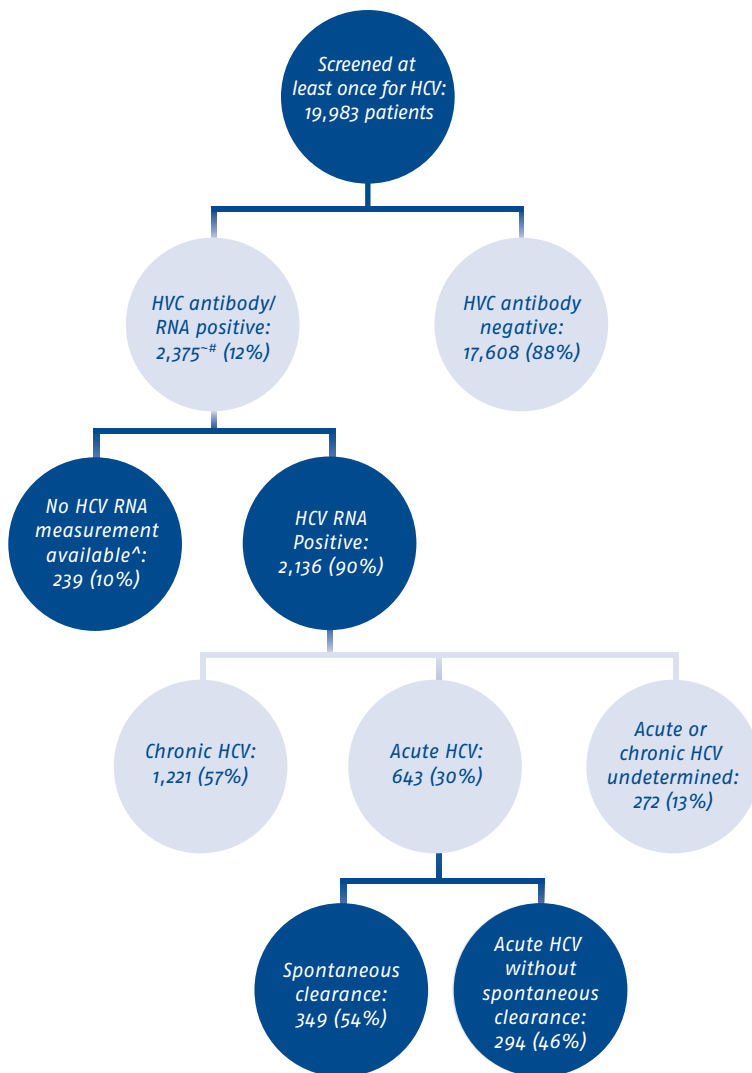 Screened at
least once for HCV:
19,983 patients
HVC antibody/
RNA positive:
2,375~# (12%)
HVC antibody
negative:
17,608 (88%)
No HCV RNA
measurement
available^:
239 (10%)
HCV RNA
Positive:
2,136 (90%)
Chronic HCV:
1,221 (57%)
Acute HCV:
643 (30%)
Acute or
chronic HCV
undetermined:
272 (13%)
Spontaneous
clearance:
349 (54%)
Acute HCV
without
spontaneous
clearance:
294 (46%)